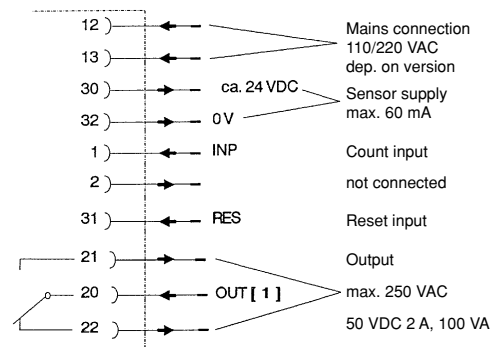 12 Mains connection
110/220 VAC
13 dep. on version
30 ca. 24 VDC Sensor supply
max. 60 mA
32 0 V
1 INP Count input
2 not connected
31 RES Reset input
21 Output
20 OUT [ 1 ] max. 250 VAC
22 50 VDC 2 A, 100 VA